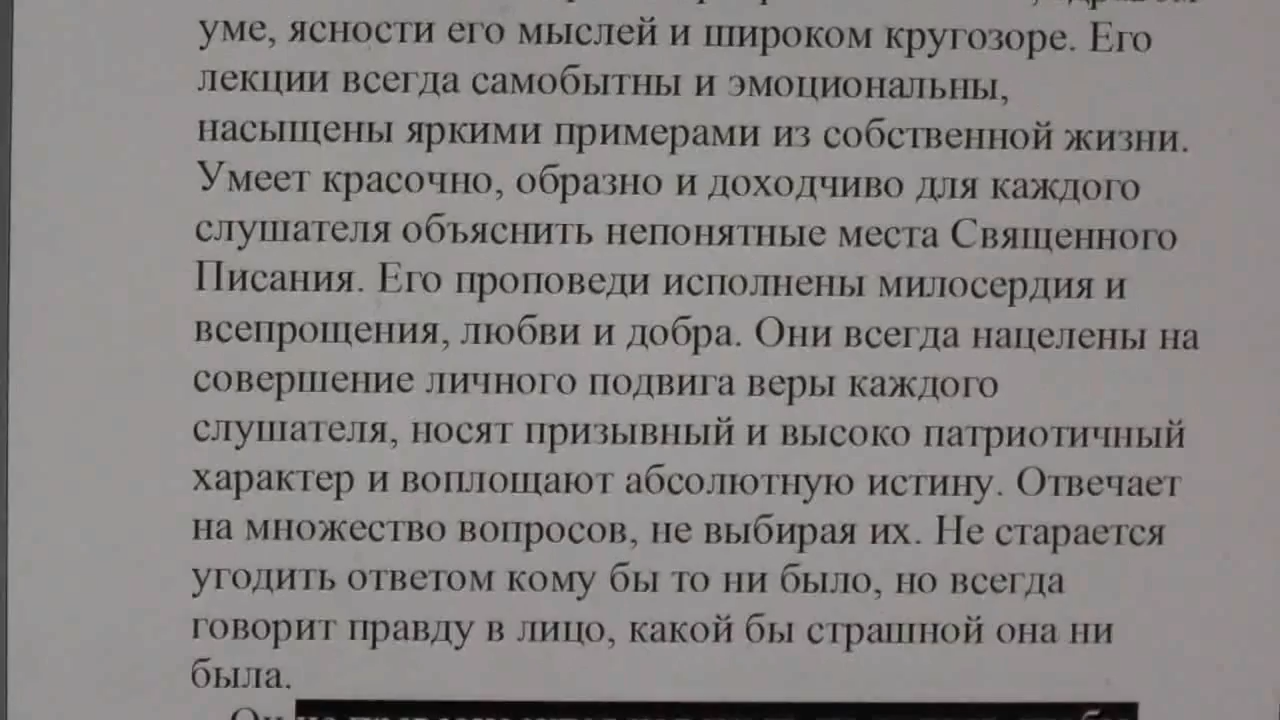 уме, ясности его мыслей и широком кругозоре. Его
лекции всегда самобытны и эмоциональны,
насыщены яркими примерами из собственной жизни.
Умеет красочно, образно и доходчиво для каждого
слушателя объяснить непонятные места Священного
Писания. Его проповеди исполнены милосердия и
всепрощения, любви и добра. Они всегда нацелены на
совершение личного подвига веры каждого
слушателя, носят призывный и высоко патриотичный
характер и воплощают абсолютную истину. Отвечает
на множество вопросов, не выбирая их. Не старается
угодить ответом кому бы то ни было, но всегда
говорит правду в лицо, какой бы страшной она ни
была.
Он